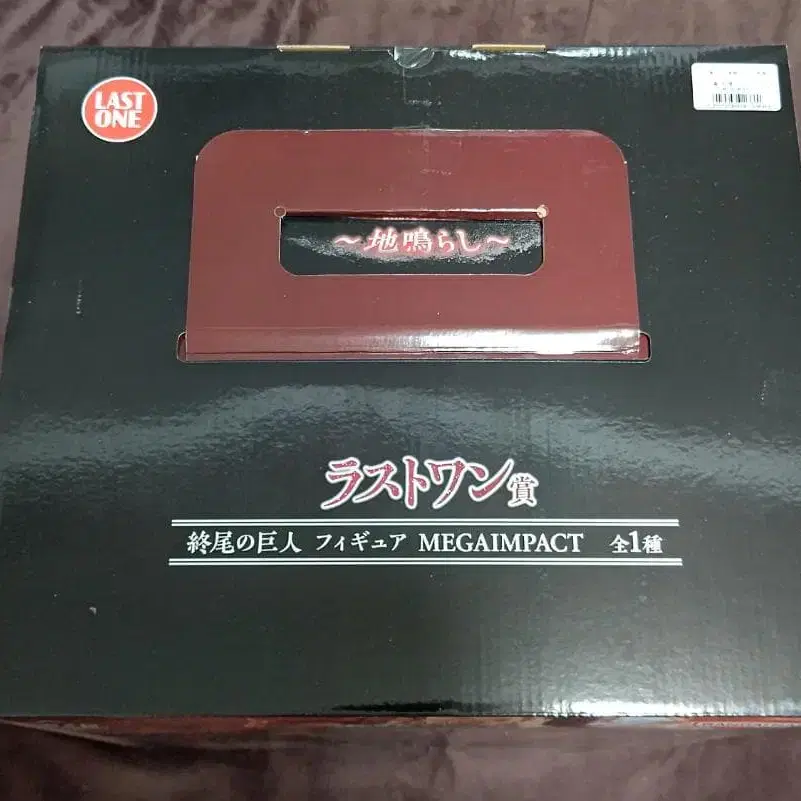 LAST
ONE
～地鳴らし～
ラストワン賞
終尾の巨人 フィギュア MEGAIMPACT 全1種